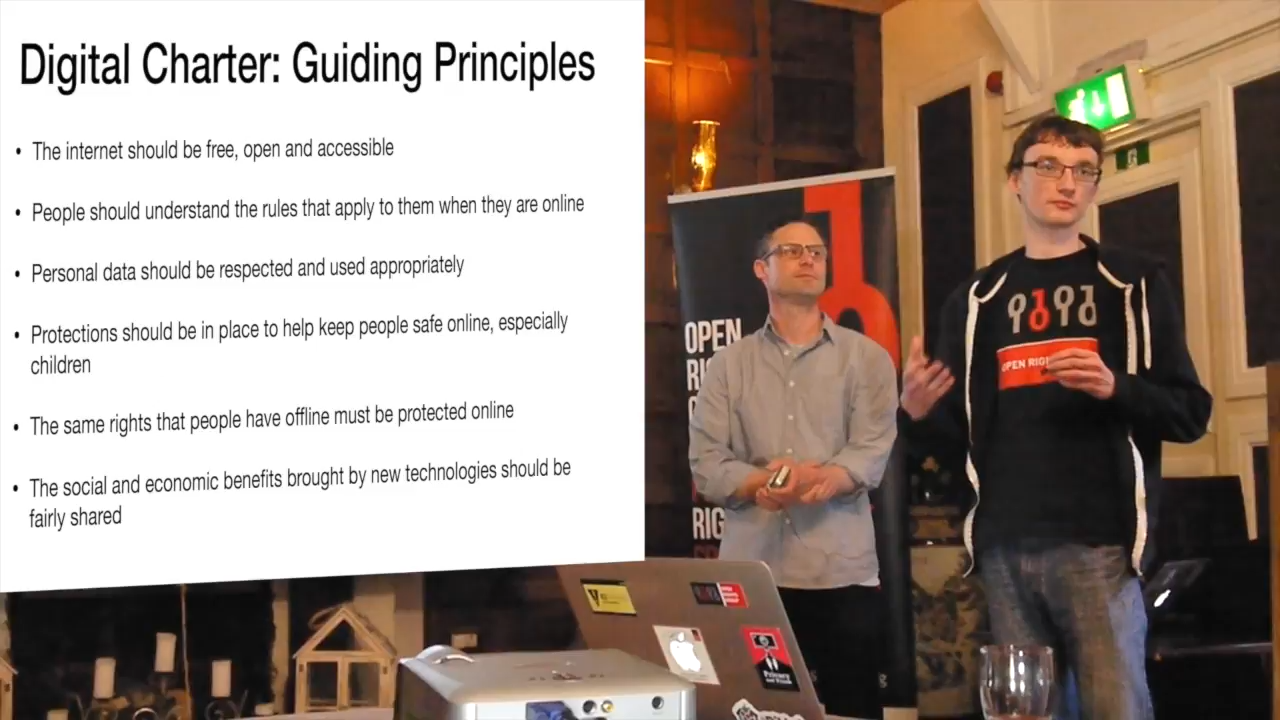 Digital Charter: Guiding Principles
• The internet should be free, open and accessible
• People should understand the rules that apply to them when they are online
• Personal data should be respected and used appropriately
• Protections should be in place to help keep people safe online, especially
children
• The same rights that people have offline must be protected online
• The social and economic benefits brought by new technologies should be
fairly shared
OPEN
RIG
OPEN RIG
Privacy